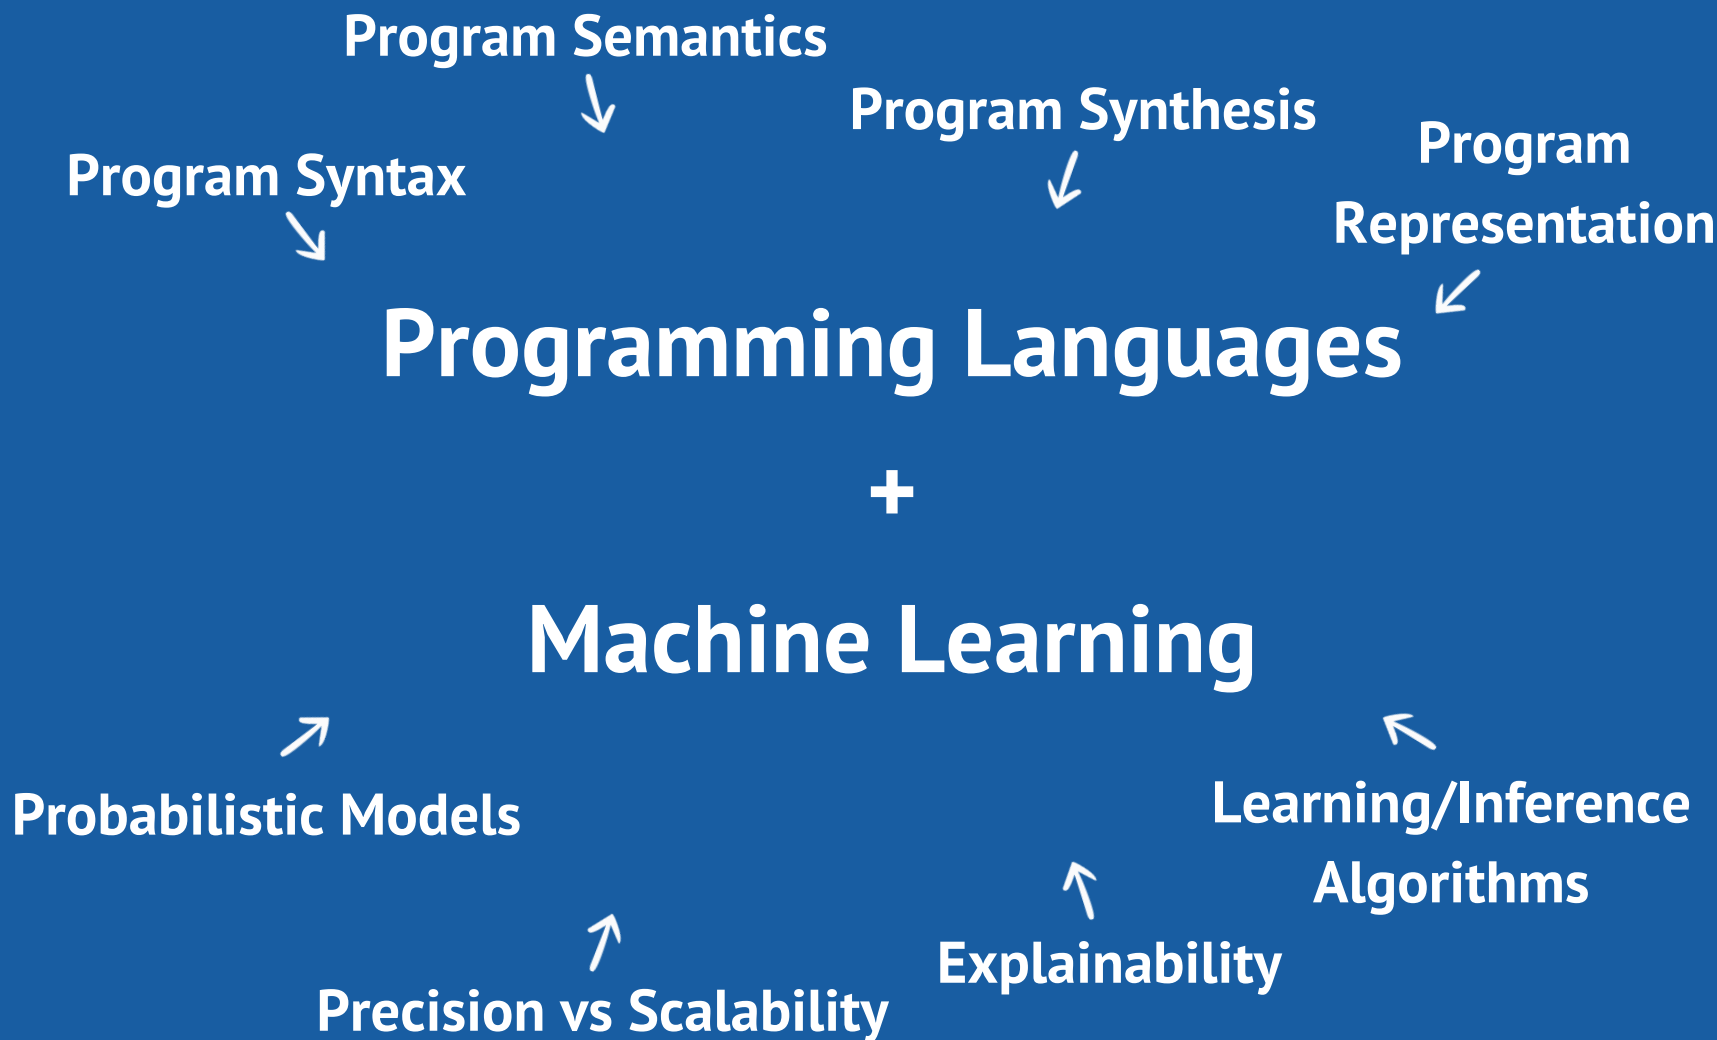 Program Semantics
Program Synthesis
Program
Representation
Program Syntax
Programming Languages
+
Machine Learning
Probabilistic Models
Learning/Inference
Algorithms
Explainability
Precision vs Scalability